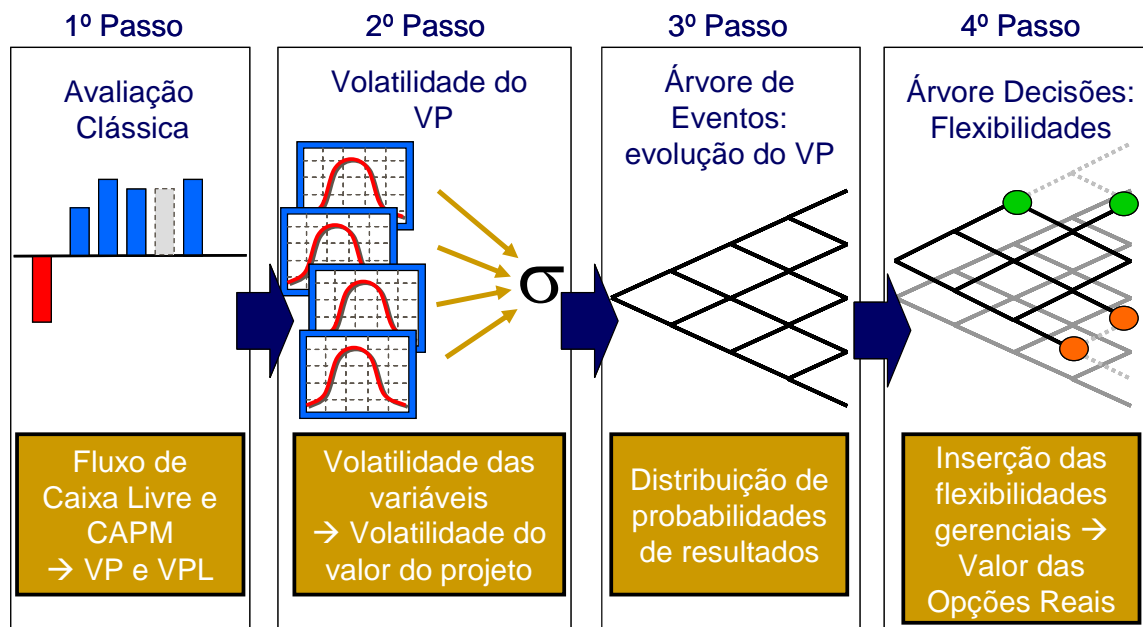 1º Passo
Avaliação
Clássica
Fluxo de
Caixa Livre e
CAPM
→ VP e VPL
2º Passo
Volatilidade do
VP
σ
Volatilidade das
variáveis
→ Volatilidade do
valor do projeto
3º Passo
Árvore de
Eventos:
evolução do VP
Distribuição de
probabilidades
de resultados
4º Passo
Árvore Decisões:
Flexibilidades
Inserção das
flexibilidades
gerenciais →
Valor das
Opções Reais